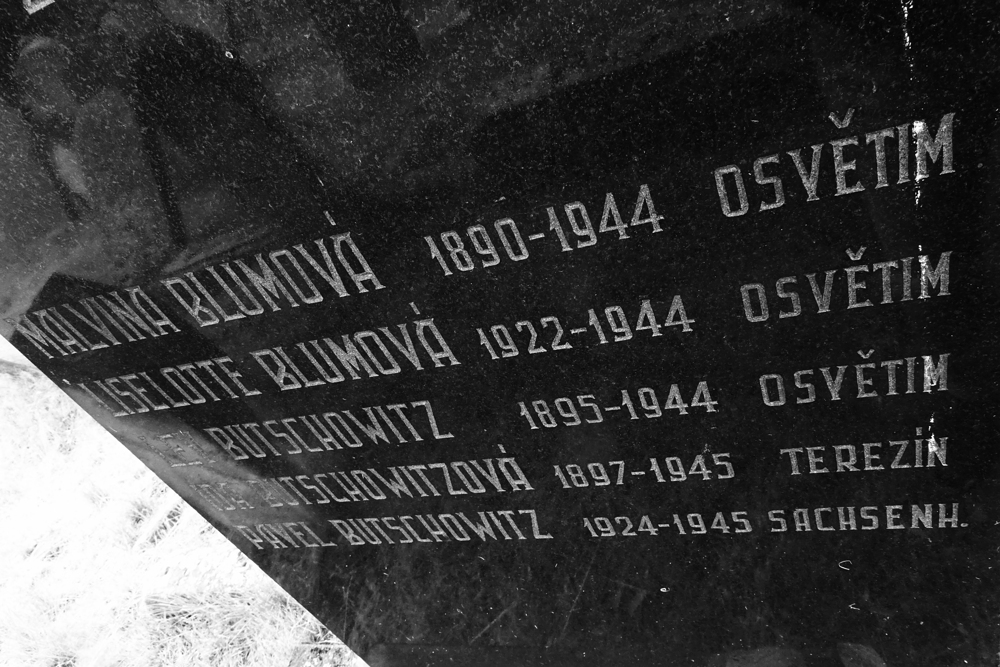 MALVINA BLUMOVÁ 1890-1944 OSVĚTIM
LISELOTTE BLUMOVÁ 1922-1944 OSVĚTIM
BUTSCHOWITZ 1895-1944 OSVĚTIM
BUTSCHOWITZOVÁ 1897-1945 TEREZÍN
PAVEL BUTSCHOWITZ 1924-1945 SACHSENH.